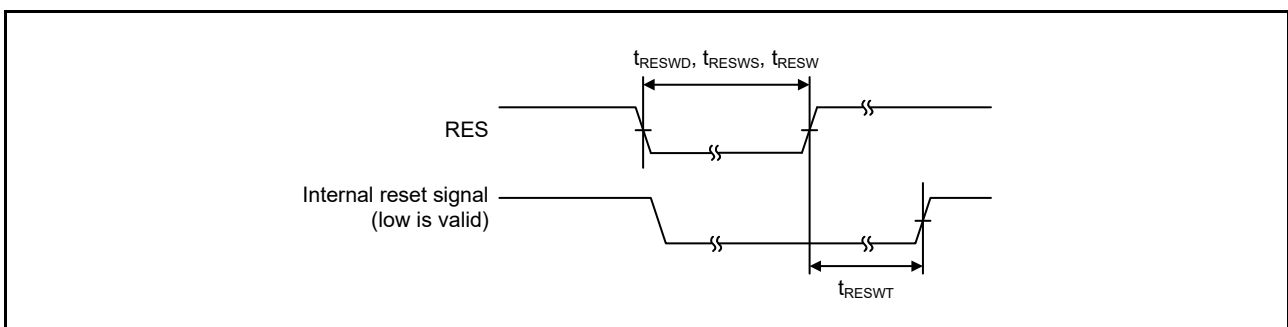 tRESWD, tRESWS, tRESW
RES
Internal reset signal
(low is valid)
tRESWT